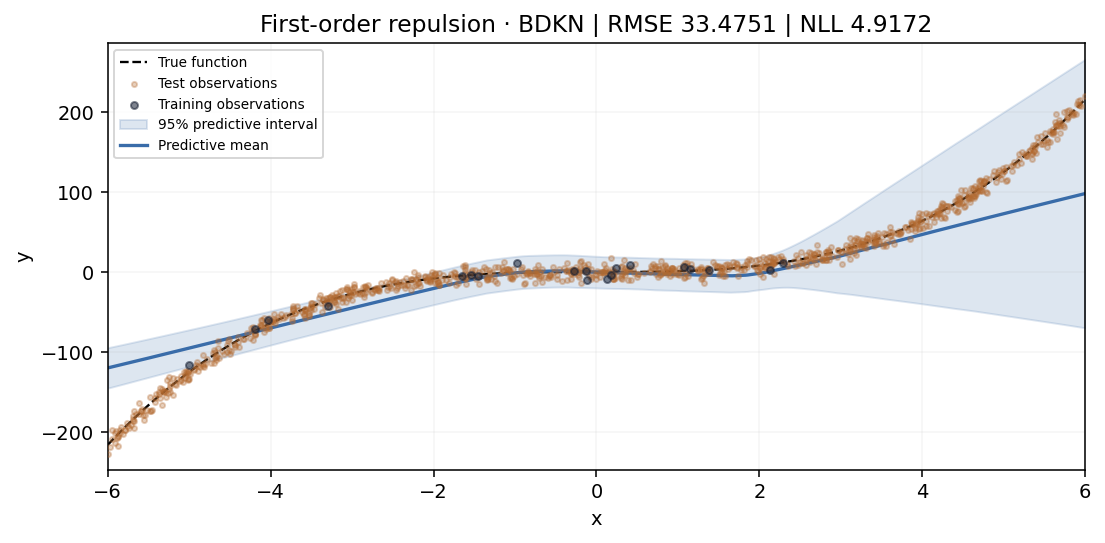 First-order repulsion · BDKN | RMSE 33.4751 | NLL 4.9172
True function
Test observations
Training observations
95% predictive interval
Predictive mean
y
200
100
0
−100
−200
−6
−4
−2
0
2
4
6
x